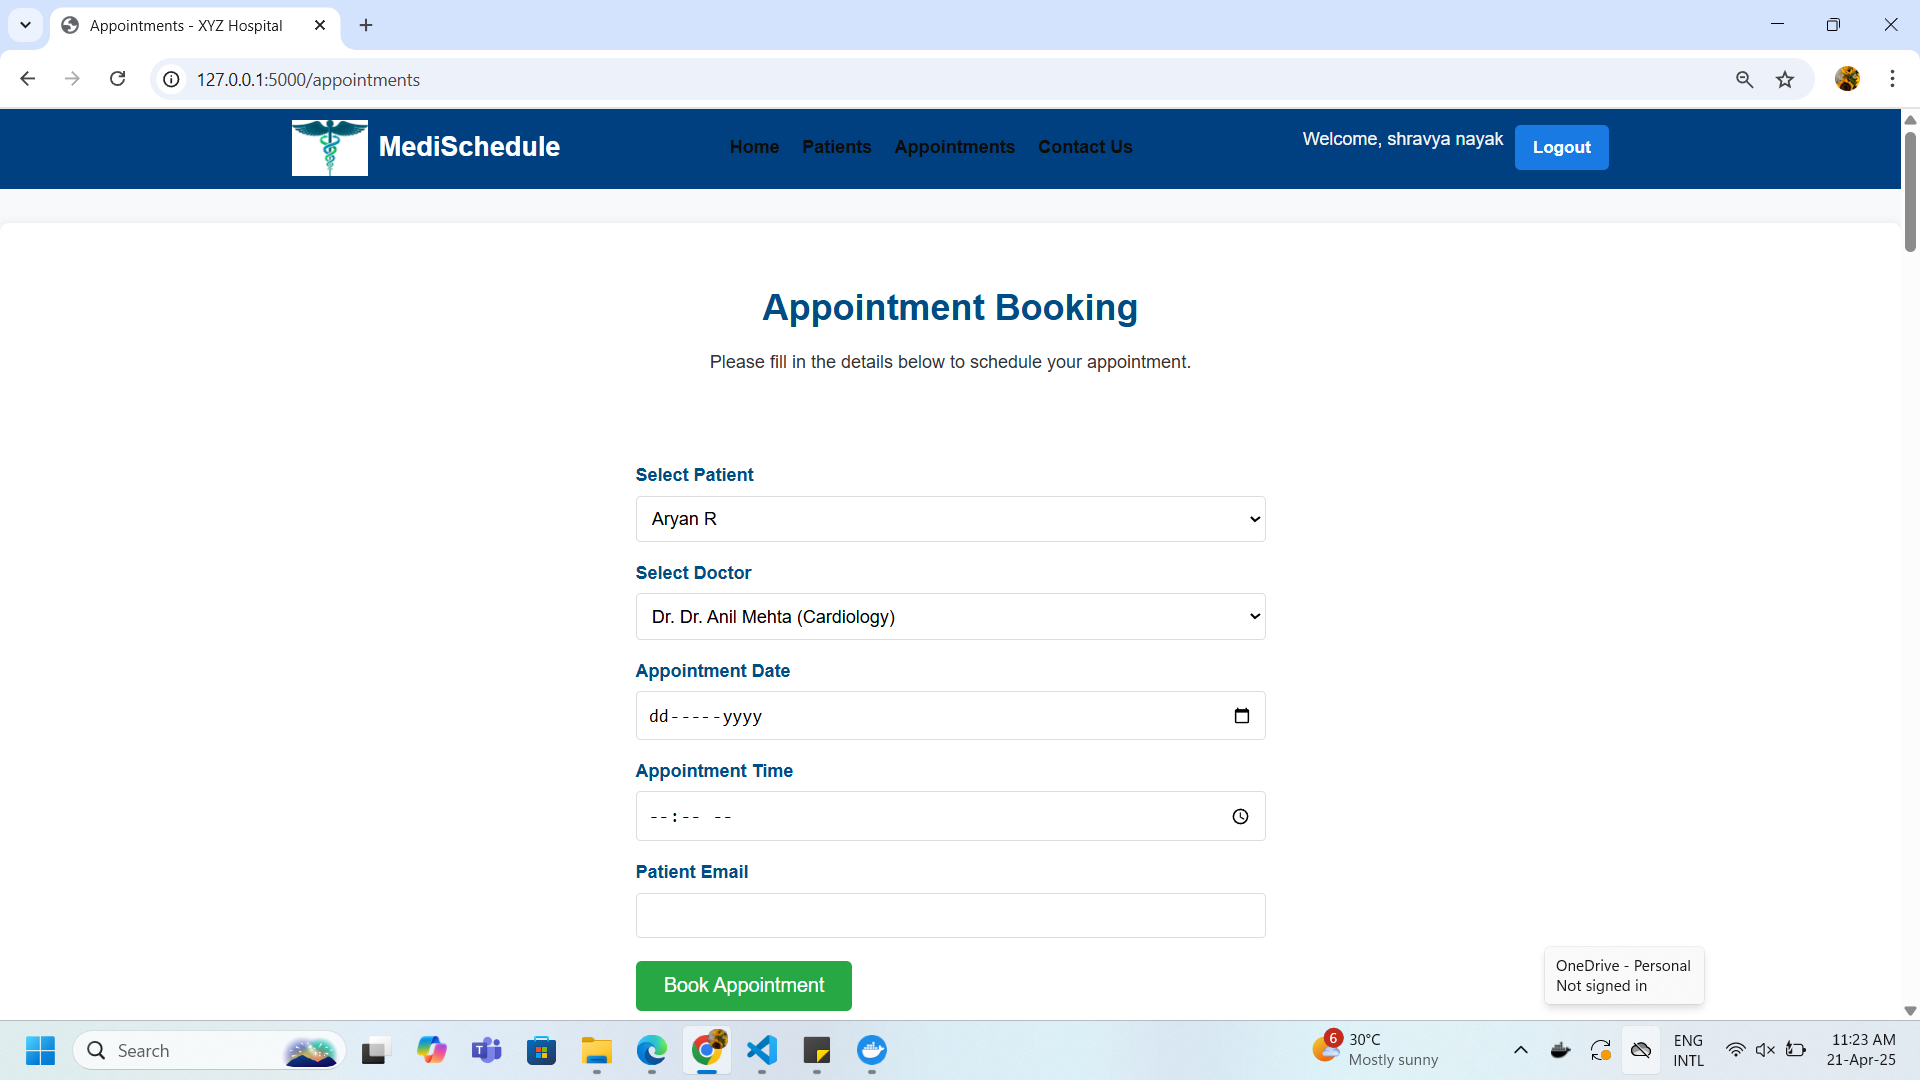 Appointments - XYZ Hospital
127.0.0.1:5000/appointments
MediSchedule
Home Patients Appointments Contact Us
Welcome, shravya nayak
Logout
Appointment Booking
Please fill in the details below to schedule your appointment.
Select Patient
Aryan R
Select Doctor
Dr. Dr. Anil Mehta (Cardiology)
Appointment Date
dd-----yyyy
Appointment Time
--:-- --
Patient Email
Book Appointment
OneDrive - Personal
Not signed in
Search
6
30°C
Mostly sunny
ENG
INTL
11:23 AM
21-Apr-25